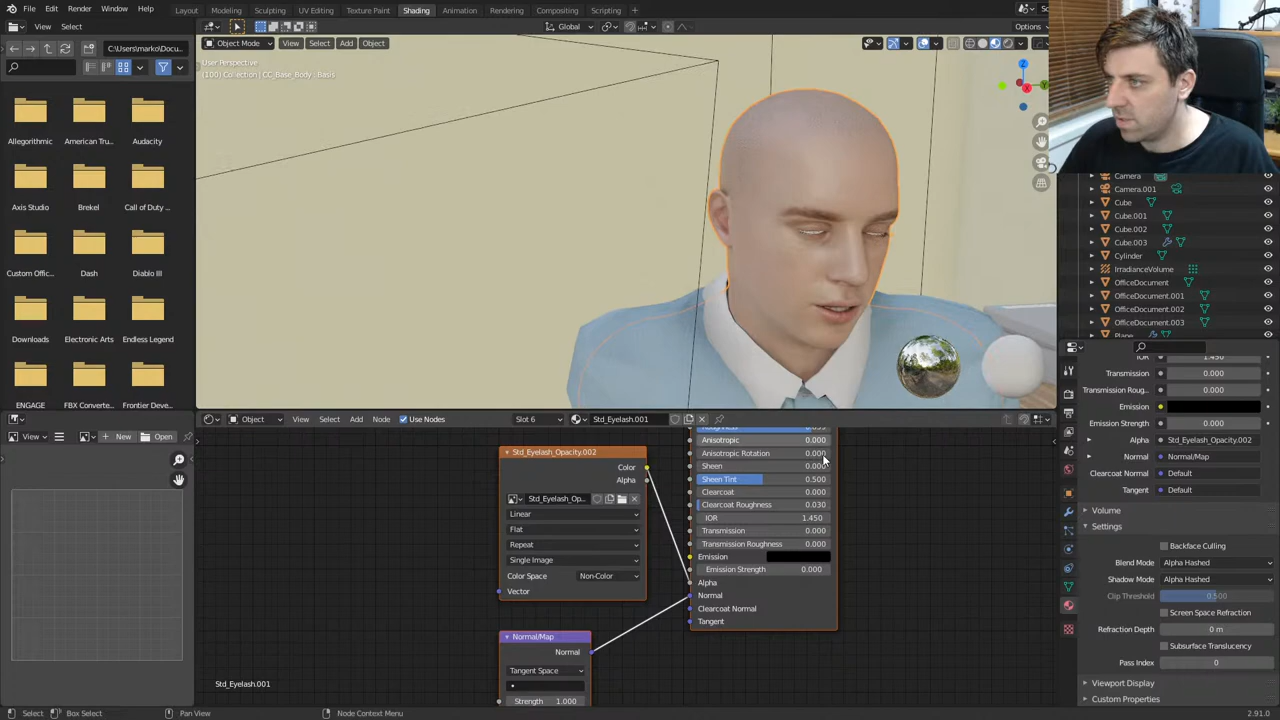 File Edit Render Window Help Layout Modeling Sculpting UV Editing Texture Paint Shading Animation Rendering Compositing Scripting
View Select C:\Users\marko\Docu...
Global Options
Object Mode View Select Add Object
User Perspective
(100) Collection | CC_Base_Body : Basis
Allegorithmic American Tru... Audacity
Axis Studio Brekel Call of Duty ...
Custom Offic... Dash Diablo III
Downloads Electronic Arts Endless Legend
ENGAGE FBX Converte... Frontier Deve...
Camera
Camera.001
Cube
Cube.001
Cube.002
Cube.003
Cylinder
IrradianceVolume
OfficeDocument
OfficeDocument.001
OfficeDocument.002
OfficeDocument.003
Plane
X
Y
Z
View New Open
Object View Select Add Node Use Nodes Slot 6 Std_Eyelash.001
Std_Eyelash_Opacity.002
Color
Alpha
Std_Eyelash_Op...
Linear
Flat
Repeat
Single Image
Color Space Non-Color
Vector
Normal/Map
Normal
Tangent Space
Strength 1.000
Roughness
Anisotropic 0.000
Anisotropic Rotation 0.000
Sheen 0.000
Sheen Tint 0.500
Clearcoat 0.000
Clearcoat Roughness 0.030
IOR 1.450
Transmission 0.000
Transmission Roughness 0.000
Emission
Emission Strength 0.000
Alpha
Normal
Clearcoat Normal
Tangent
Std_Eyelash.001
IOR 1.450
Transmission 0.000
Transmission Roug... 0.000
Emission
Emission Strength 0.000
Alpha Std_Eyelash_Opacity.002
Normal Normal/Map
Clearcoat Normal Default
Tangent Default
Volume
Settings
Backface Culling
Blend Mode Alpha Hashed
Shadow Mode Alpha Hashed
Clip Threshold 0.500
Screen Space Refraction
Refraction Depth 0 m
Subsurface Translucency
Pass Index 0
Viewport Display
Custom Properties
Select Box Select Pan View Node Context Menu 2.91.0